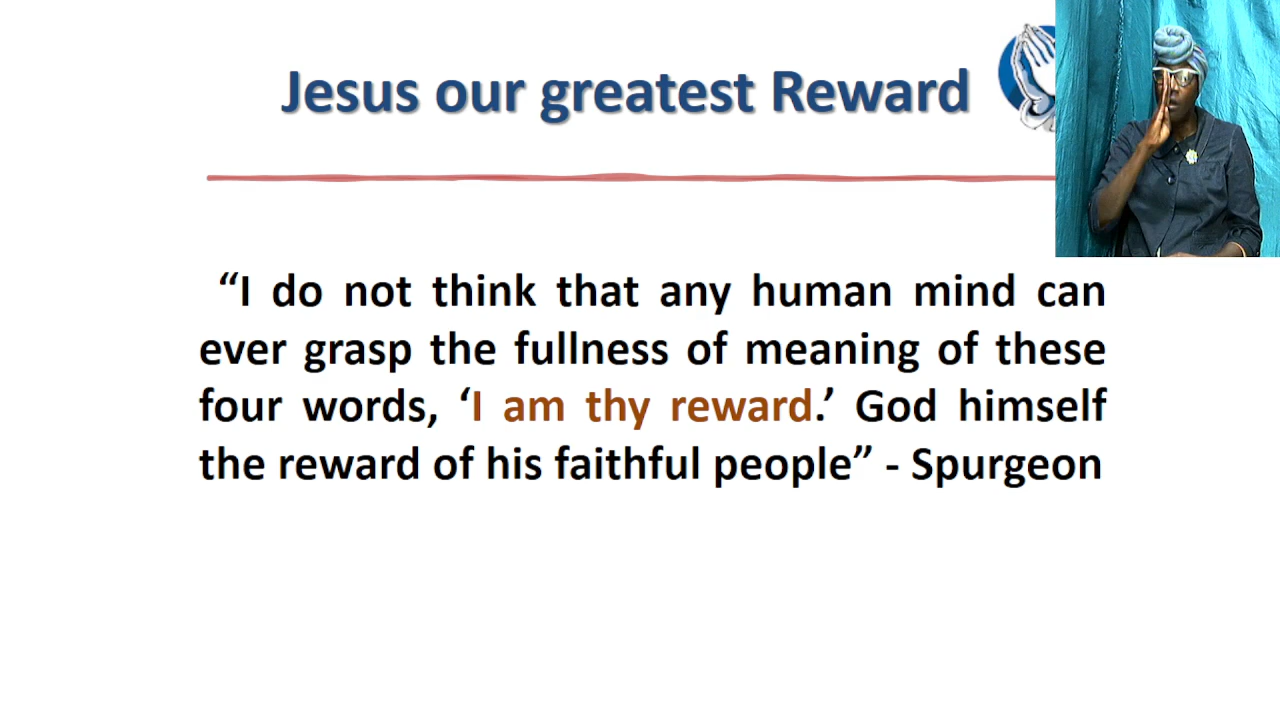 Jesus our greatest Reward
“I do not think that any human mind can
ever grasp the fullness of meaning of these
four words, ‘I am thy reward.’ God himself
the reward of his faithful people” - Spurgeon